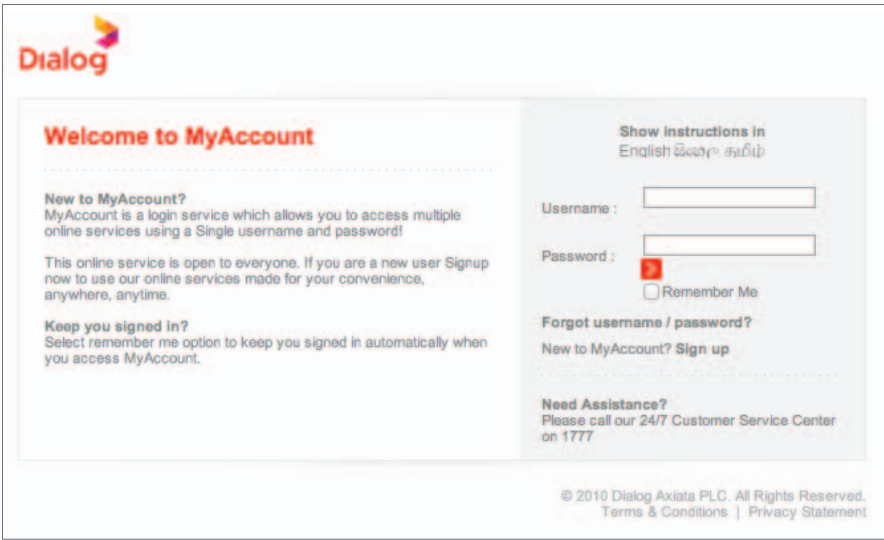 Dialog
Welcome to MyAccount
New to MyAccount?
MyAccount is a login service which allows you to access multiple
online services using a Single username and password!
This online service is open to everyone. If you are a new user Signup
now to use our online services made for your convenience,
anywhere, anytime.
Keep you signed in?
Select remember me option to keep you signed in automatically when
you access MyAccount.
Show instructions in
English සිංහල தமிழ்
Username :
Password :
Remember Me
Forgot username / password?
New to MyAccount? Sign up
Need Assistance?
Please call our 24/7 Customer Service Center
on 1777
© 2010 Dialog Axiata PLC. All Rights Reserved.
Terms & Conditions | Privacy Statement